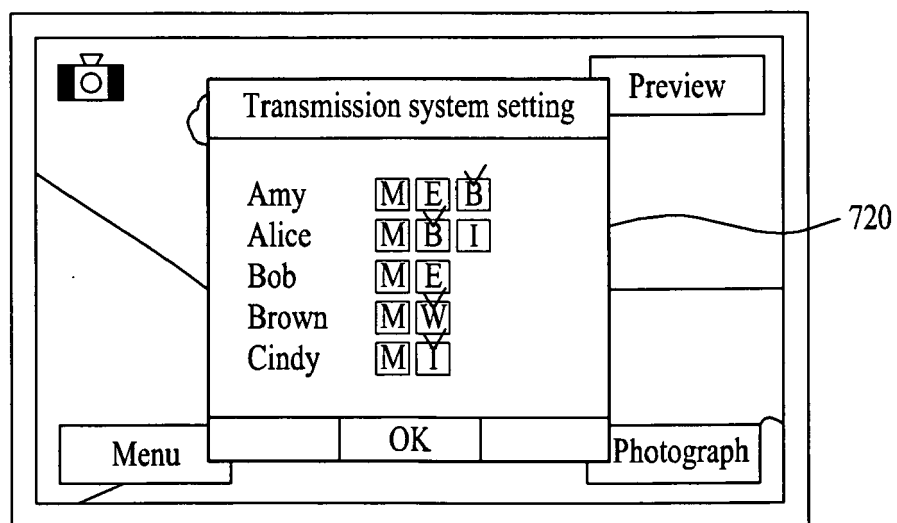 Preview
Transmission system setting
Amy M E B
Alice M B I
Bob M E
Brown M W
Cindy M I
720
Menu
OK
Photograph